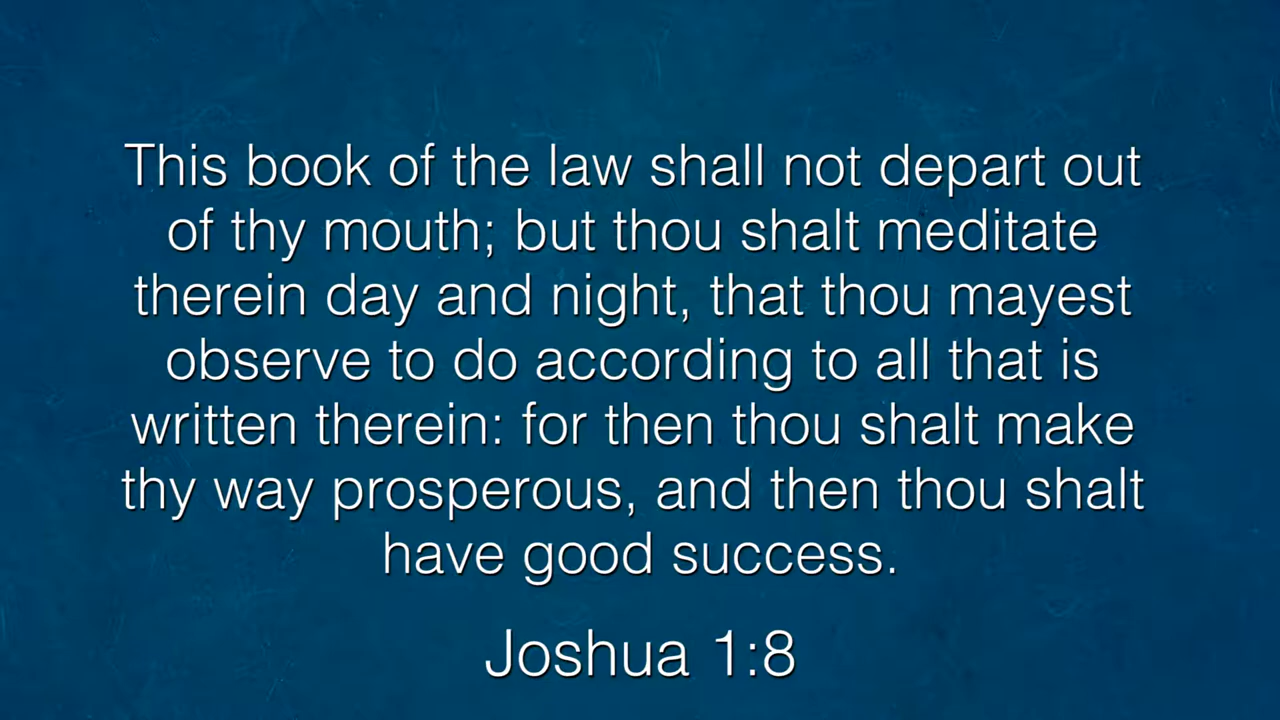 This book of the law shall not depart out
of thy mouth; but thou shalt meditate
therein day and night, that thou mayest
observe to do according to all that is
written therein: for then thou shalt make
thy way prosperous, and then thou shalt
have good success.
Joshua 1:8